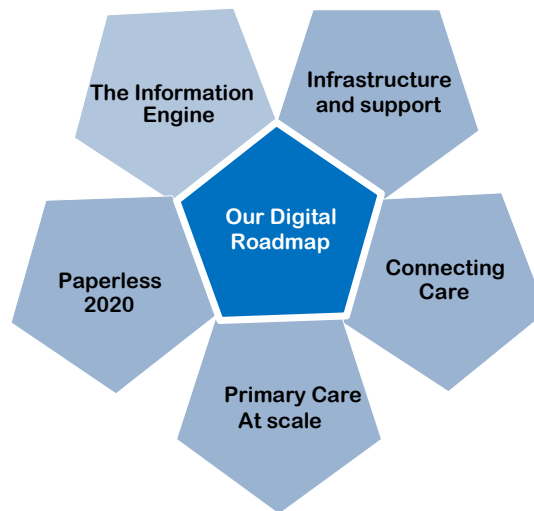 The Information
Engine
Infrastructure
and support
Our Digital
Roadmap
Paperless
2020
Connecting
Care
Primary Care
At scale